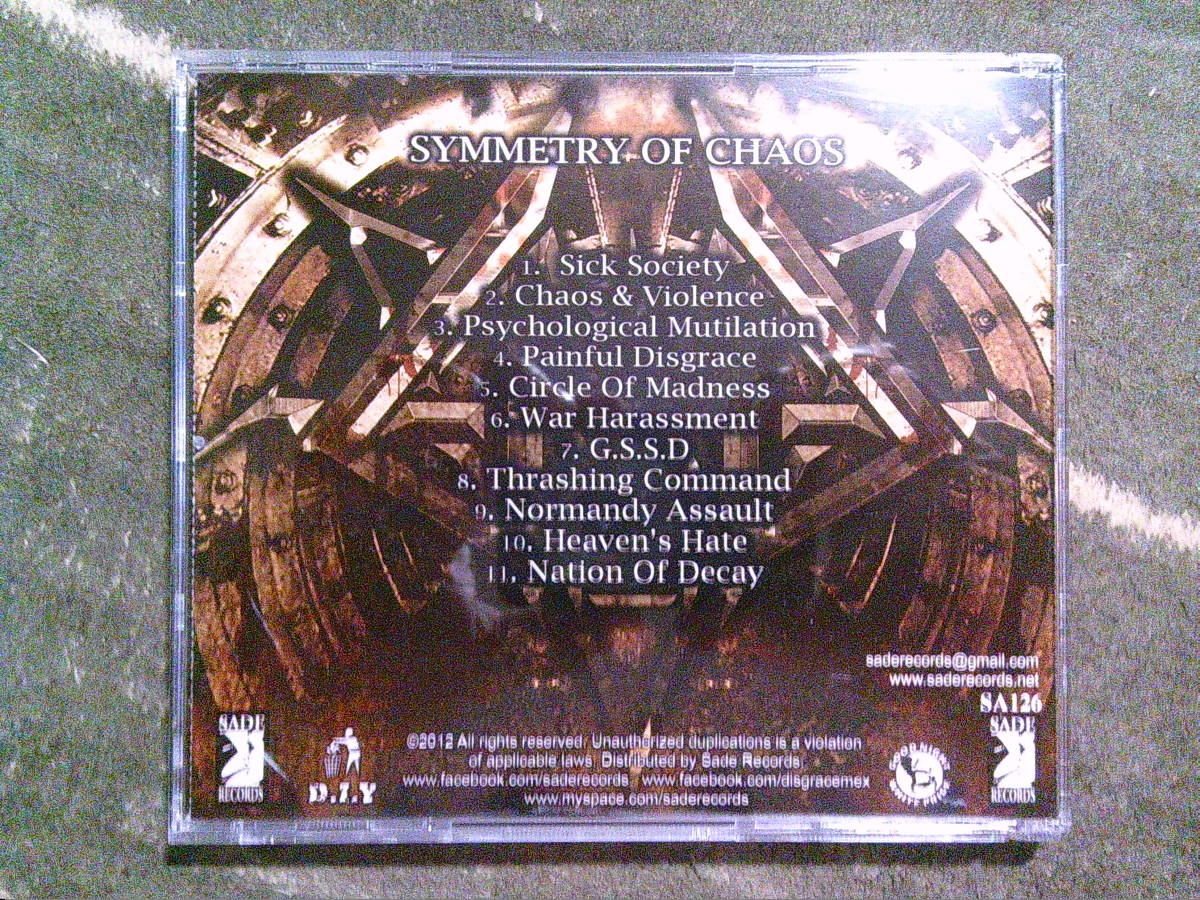 SYMMETRY OF CHAOS
1. Sick Society
2. Chaos & Violence
3. Psychological Mutilation
4. Painful Disgrace
5. Circle Of Madness
6. War Harassment
7. G.S.S.D
8. Thrashing Command
9. Normandy Assault
10. Heaven's Hate
11. Nation Of Decay
saderecords@gmail.com
www.saderecords.net
SA126
SADE
RECORDS
D.I.Y
©2012 All rights reserved. Unauthorized duplications is a violation
of applicable laws. Distributed by Sade Records.
www.facebook.com/saderecords www.facebook.com/disgracemex
www.myspace.com/saderecords
GOODNIGHT
WHITE PRIDE
SADE
RECORDS